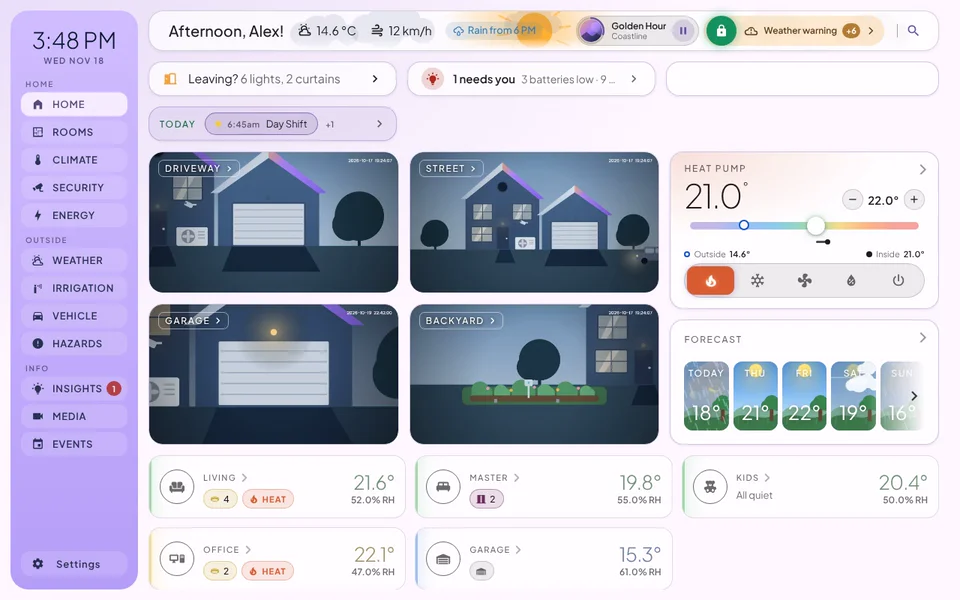 3:48 PM
WED NOV 18
HOME
HOME
ROOMS
CLIMATE
SECURITY
ENERGY
OUTSIDE
WEATHER
IRRIGATION
VEHICLE
HAZARDS
INFO
INSIGHTS 1
MEDIA
EVENTS
Settings
Afternoon, Alex! 14.6 °C 12 km/h Rain from 6 PM
Golden Hour
Coastline
Weather warning +6
Leaving? 6 lights, 2 curtains
1 needs you 3 batteries low · 9 ...
TODAY 6:45am Day Shift +1
DRIVEWAY
STREET
GARAGE
BACKYARD
HEAT PUMP
21.0°
− 22.0° +
Outside 14.6° Inside 21.0°
FORECAST
TODAY THU FRI SAT SUN
18° 21° 22° 19° 16°
LIVING
4 HEAT
21.6°
52.0% RH
MASTER
2
19.8°
55.0% RH
KIDS
All quiet
20.4°
50.0% RH
OFFICE
2 HEAT
22.1°
47.0% RH
GARAGE
15.3°
61.0% RH